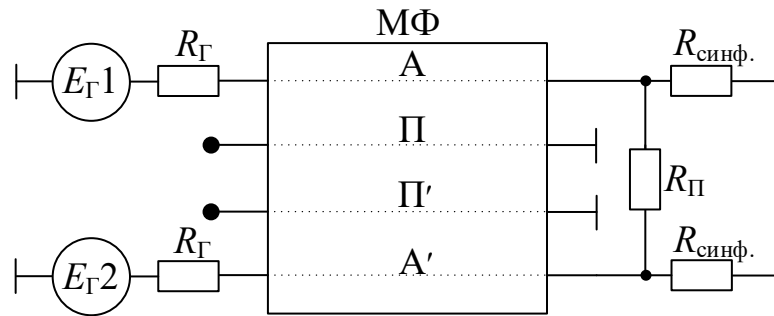 МФ
E_Г1
R_Г
А
R_синф.
П
П′
R_П
E_Г2
R_Г
А′
R_синф.